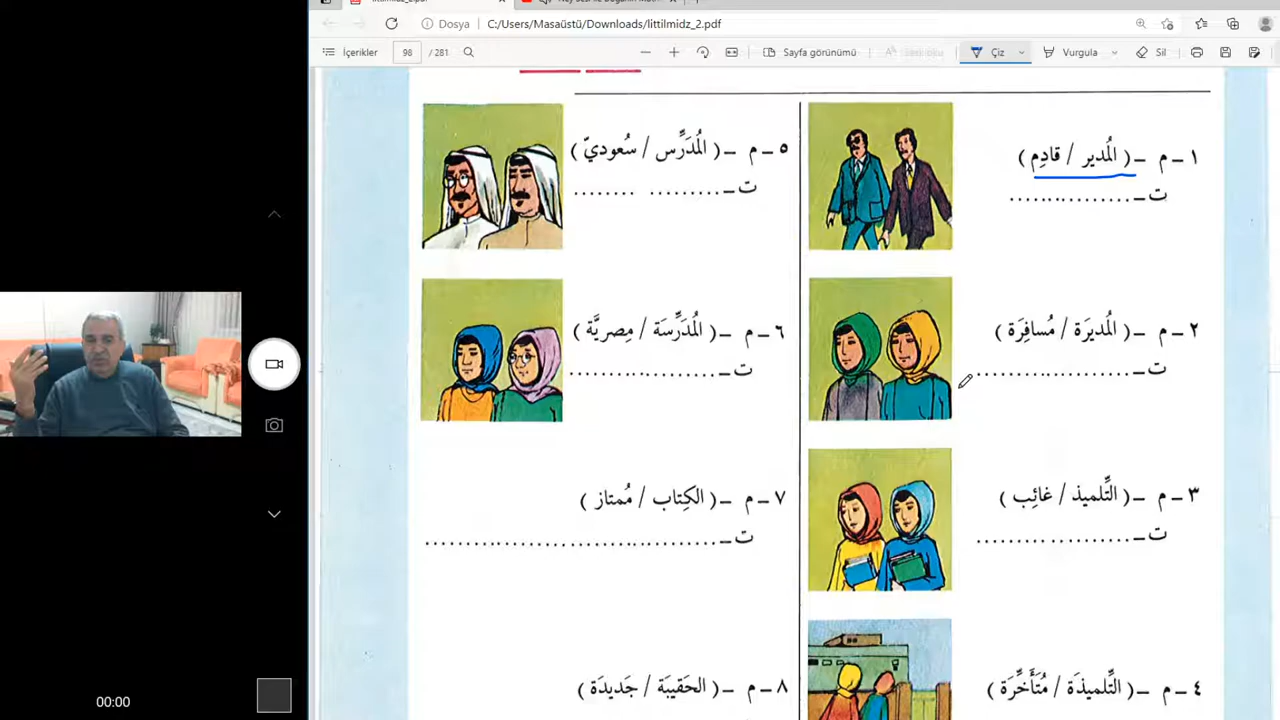 Dosya
C:/Users/Masaüstü/Downloads/littilmidz_2.pdf
İçerikler
98 / 281
Sayfa görünümü
Çiz
Vurgula
Sil
١ ـ م ـ ( المُدير / قادِم )
ت ـ ................
٢ ـ م ـ ( المُديرَة / مُسافِرَة )
ت ـ ....................
٣ ـ م ـ ( التِّلميذ / غائِب )
ت ـ ....................
٤ ـ م ـ ( التِّلميذَة / مُتَأَخِّرَة )
٥ ـ م ـ ( المُدَرِّس / سُعوديّ )
ت ـ ......... ........
٦ ـ م ـ ( المُدَرِّسَة / مِصريَّة )
ت ـ ...................
٧ ـ م ـ ( الكِتاب / مُمتاز )
ت ـ ......................................
٨ ـ م ـ ( الحَقيبَة / جَديدَة )
00:00